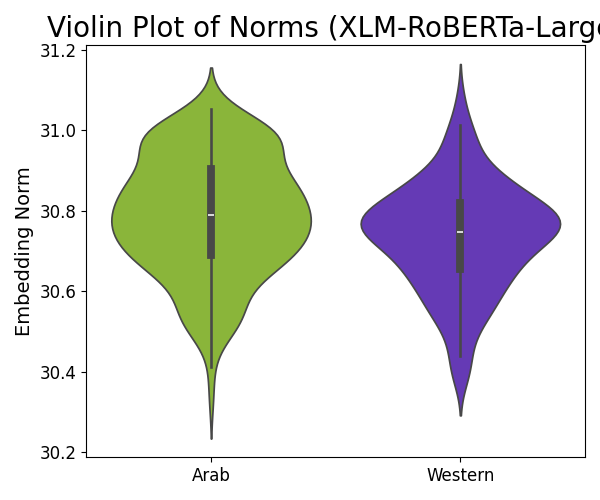 Violin Plot of Norms (XLM-RoBERTa-Large
31.2
31.0
30.8
30.6
30.4
30.2
Embedding Norm
Arab
Western